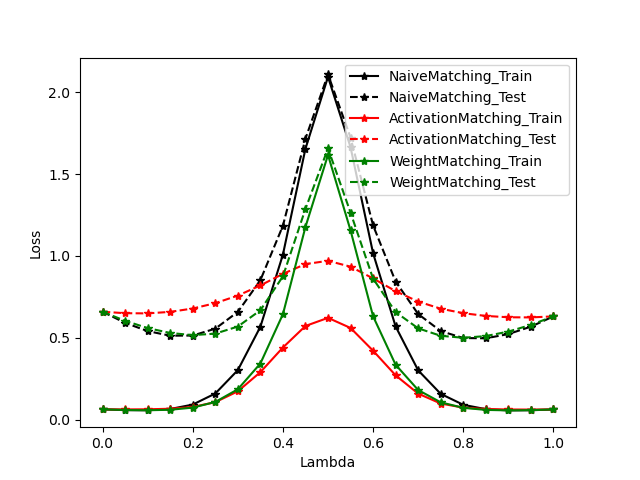 NaiveMatching_Train
NaiveMatching_Test
ActivationMatching_Train
ActivationMatching_Test
WeightMatching_Train
WeightMatching_Test
Loss
2.0
1.5
1.0
0.5
0.0
0.0 0.2 0.4 0.6 0.8 1.0
Lambda